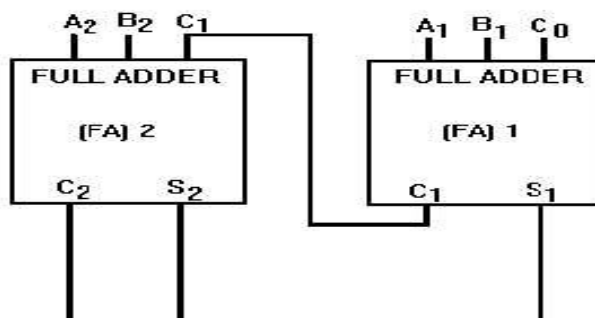 A2 B2 C1
FULL ADDER
(FA) 2
C2 S2
A1 B1 C0
FULL ADDER
(FA) 1
C1 S1